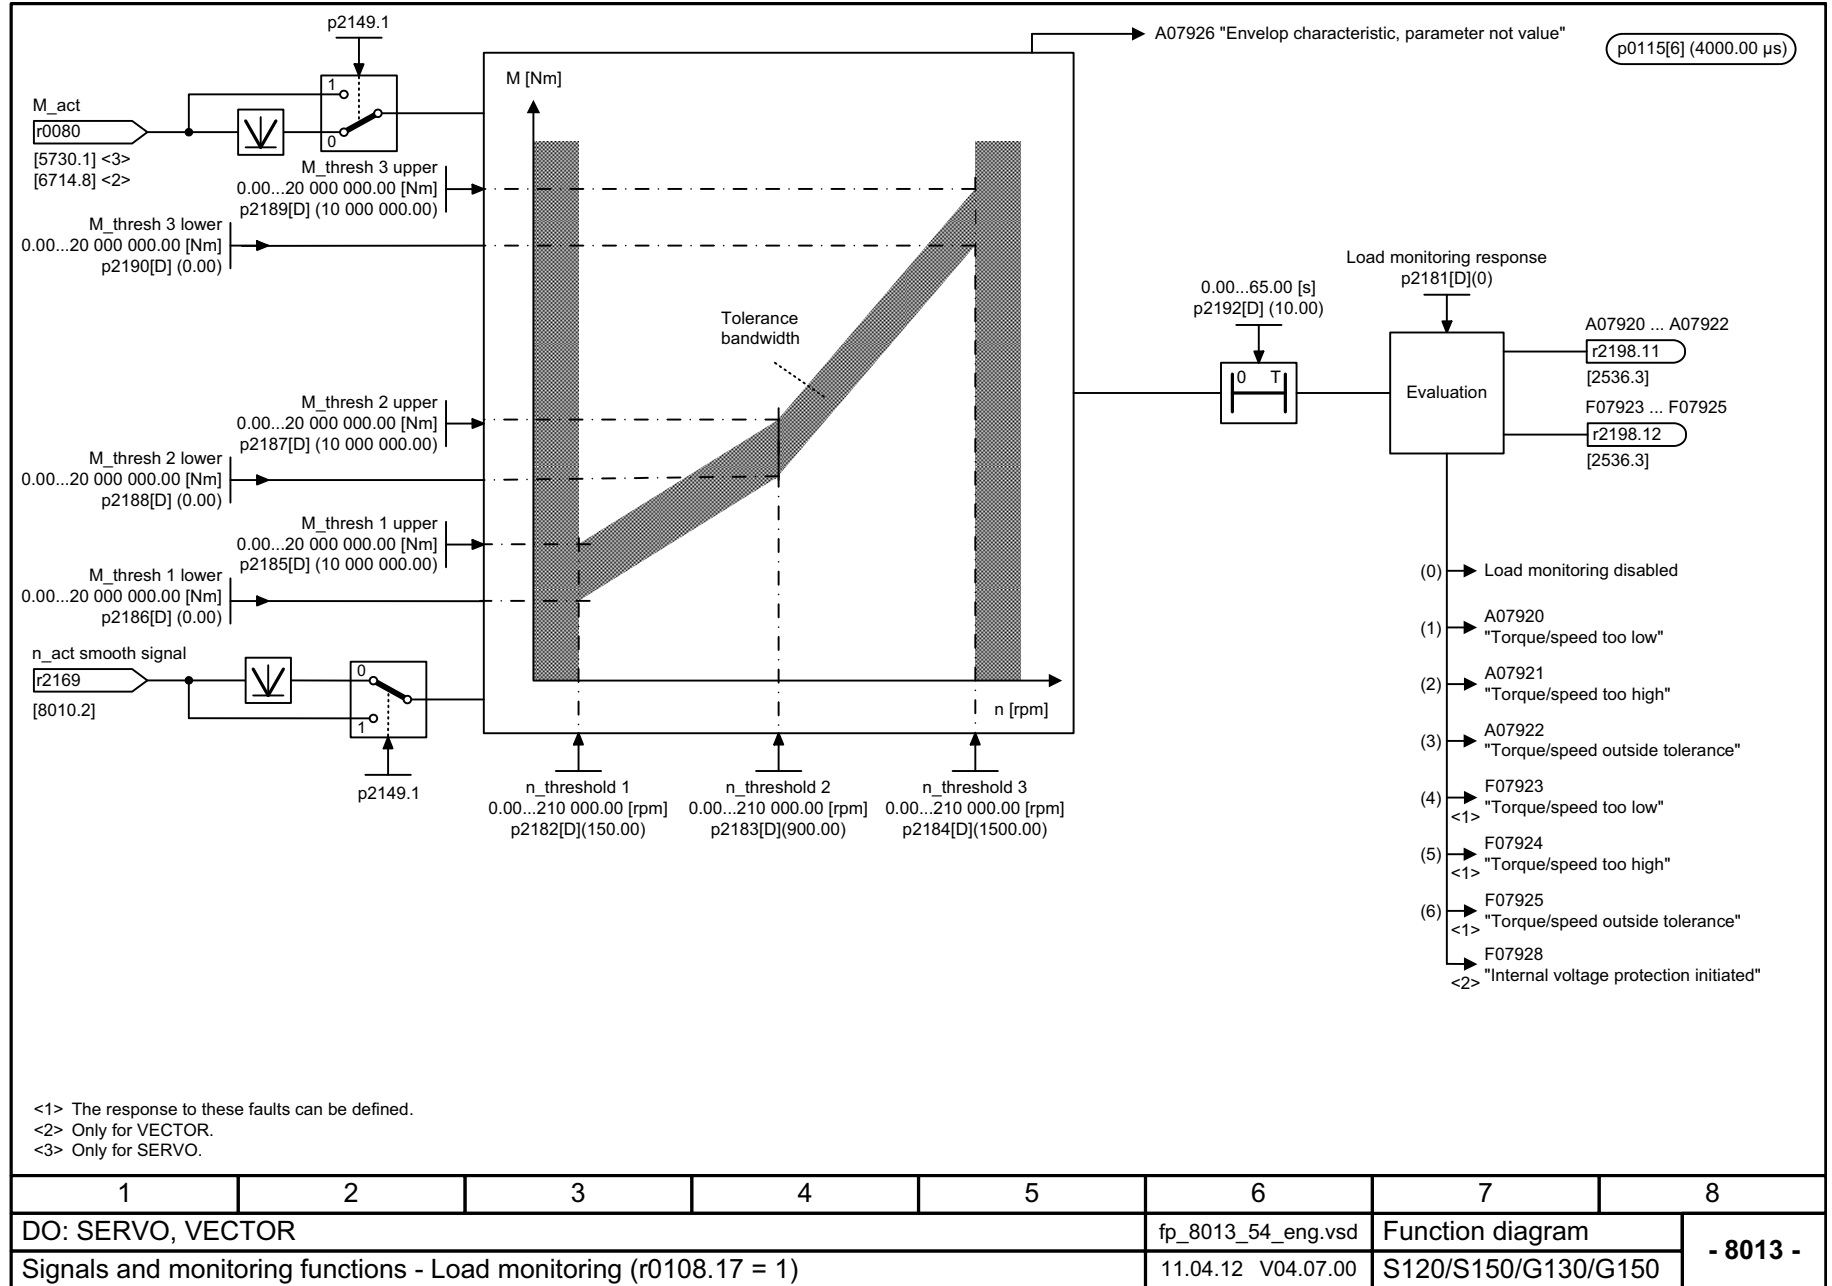 p2149.1
A07926 "Envelop characteristic, parameter not value"
p0115[6] (4000.00 µs)
M_act
r0080
[5730.1] <3>
[6714.8] <2>
1
0
M [Nm]
M_thresh 3 upper
0.00...20 000 000.00 [Nm]
p2189[D] (10 000 000.00)
M_thresh 3 lower
0.00...20 000 000.00 [Nm]
p2190[D] (0.00)
Tolerance
bandwidth
M_thresh 2 upper
0.00...20 000 000.00 [Nm]
p2187[D] (10 000 000.00)
M_thresh 2 lower
0.00...20 000 000.00 [Nm]
p2188[D] (0.00)
M_thresh 1 upper
0.00...20 000 000.00 [Nm]
p2185[D] (10 000 000.00)
M_thresh 1 lower
0.00...20 000 000.00 [Nm]
p2186[D] (0.00)
n_act smooth signal
r2169
[8010.2]
0
1
p2149.1
n [rpm]
n_threshold 1
0.00...210 000.00 [rpm]
p2182[D](150.00)
n_threshold 2
0.00...210 000.00 [rpm]
p2183[D](900.00)
n_threshold 3
0.00...210 000.00 [rpm]
p2184[D](1500.00)
0.00...65.00 [s]
p2192[D] (10.00)
0 T
Load monitoring response
p2181[D](0)
Evaluation
A07920 ... A07922
r2198.11
[2536.3]
F07923 ... F07925
r2198.12
[2536.3]
(0) Load monitoring disabled
(1) A07920
"Torque/speed too low"
(2) A07921
"Torque/speed too high"
(3) A07922
"Torque/speed outside tolerance"
(4) F07923
<1> "Torque/speed too low"
(5) F07924
<1> "Torque/speed too high"
(6) F07925
<1> "Torque/speed outside tolerance"
F07928
<2> "Internal voltage protection initiated"
<1> The response to these faults can be defined.
<2> Only for VECTOR.
<3> Only for SERVO.
1 2 3 4 5 6 7 8
DO: SERVO, VECTOR
fp_8013_54_eng.vsd
Function diagram
- 8013 -
Signals and monitoring functions - Load monitoring (r0108.17 = 1)
11.04.12 V04.07.00
S120/S150/G130/G150